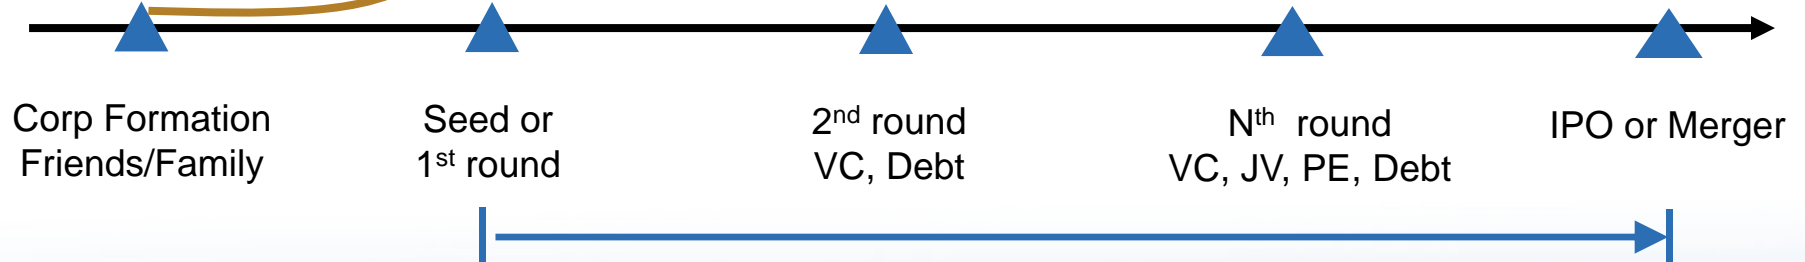 Corp Formation
Friends/Family
Seed or
1st round
2nd round
VC, Debt
Nth round
VC, JV, PE, Debt
IPO or Merger